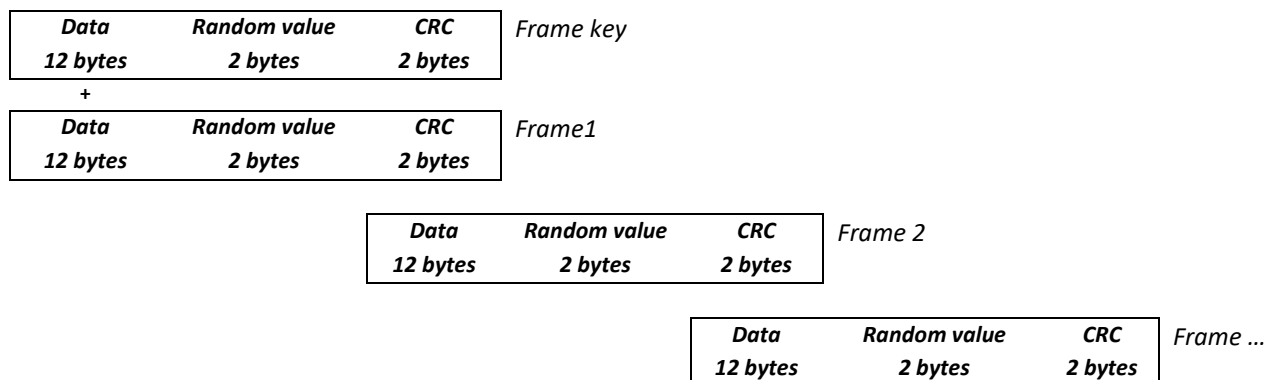 Data Random value CRC Frame key
12 bytes 2 bytes 2 bytes
+
Data Random value CRC Frame1
12 bytes 2 bytes 2 bytes
Data Random value CRC Frame 2
12 bytes 2 bytes 2 bytes
Data Random value CRC Frame …
12 bytes 2 bytes 2 bytes